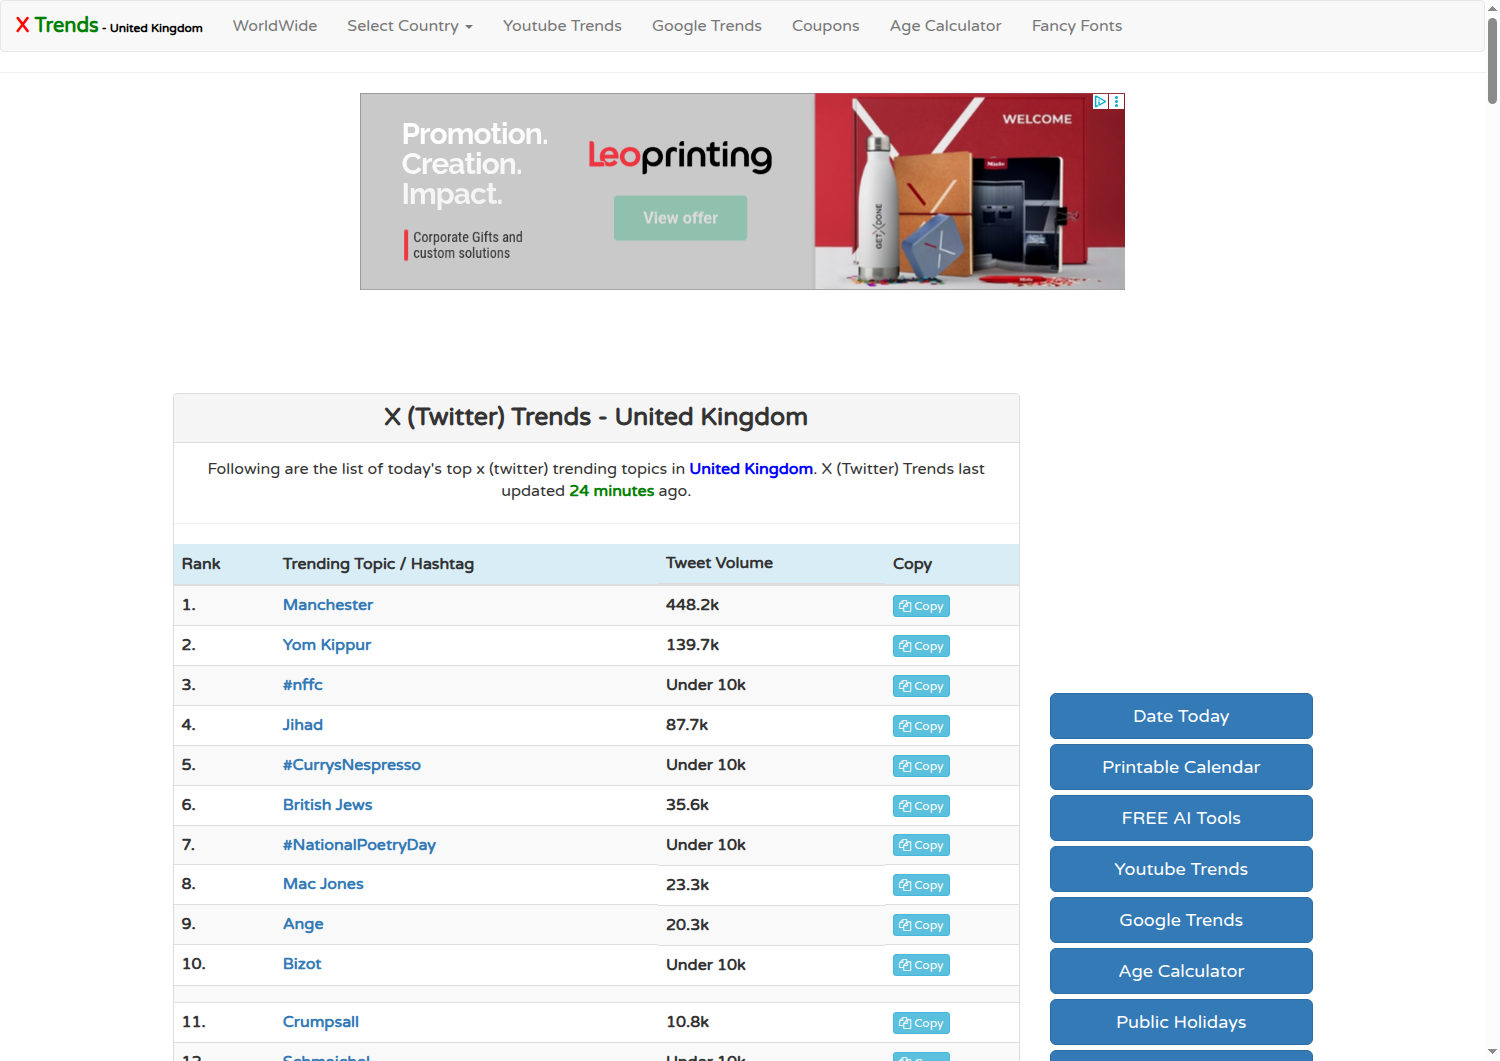 X Trends - United Kingdom
WorldWide
Select Country
Youtube Trends
Google Trends
Coupons
Age Calculator
Fancy Fonts
Promotion.
Creation.
Impact.
Corporate Gifts and
custom solutions
Leoprinting
View offer
WELCOME
Miele
GET DONE
X (Twitter) Trends - United Kingdom
Following are the list of today's top x (twitter) trending topics in United Kingdom. X (Twitter) Trends last
updated 24 minutes ago.
Rank Trending Topic / Hashtag Tweet Volume Copy
1. Manchester 448.2k Copy
2. Yom Kippur 139.7k Copy
3. #nffc Under 10k Copy
4. Jihad 87.7k Copy
5. #CurrysNespresso Under 10k Copy
6. British Jews 35.6k Copy
7. #NationalPoetryDay Under 10k Copy
8. Mac Jones 23.3k Copy
9. Ange 20.3k Copy
10. Bizot Under 10k Copy
11. Crumpsall 10.8k Copy
12. Schmeichel Under 10k Copy
Date Today
Printable Calendar
FREE AI Tools
Youtube Trends
Google Trends
Age Calculator
Public Holidays